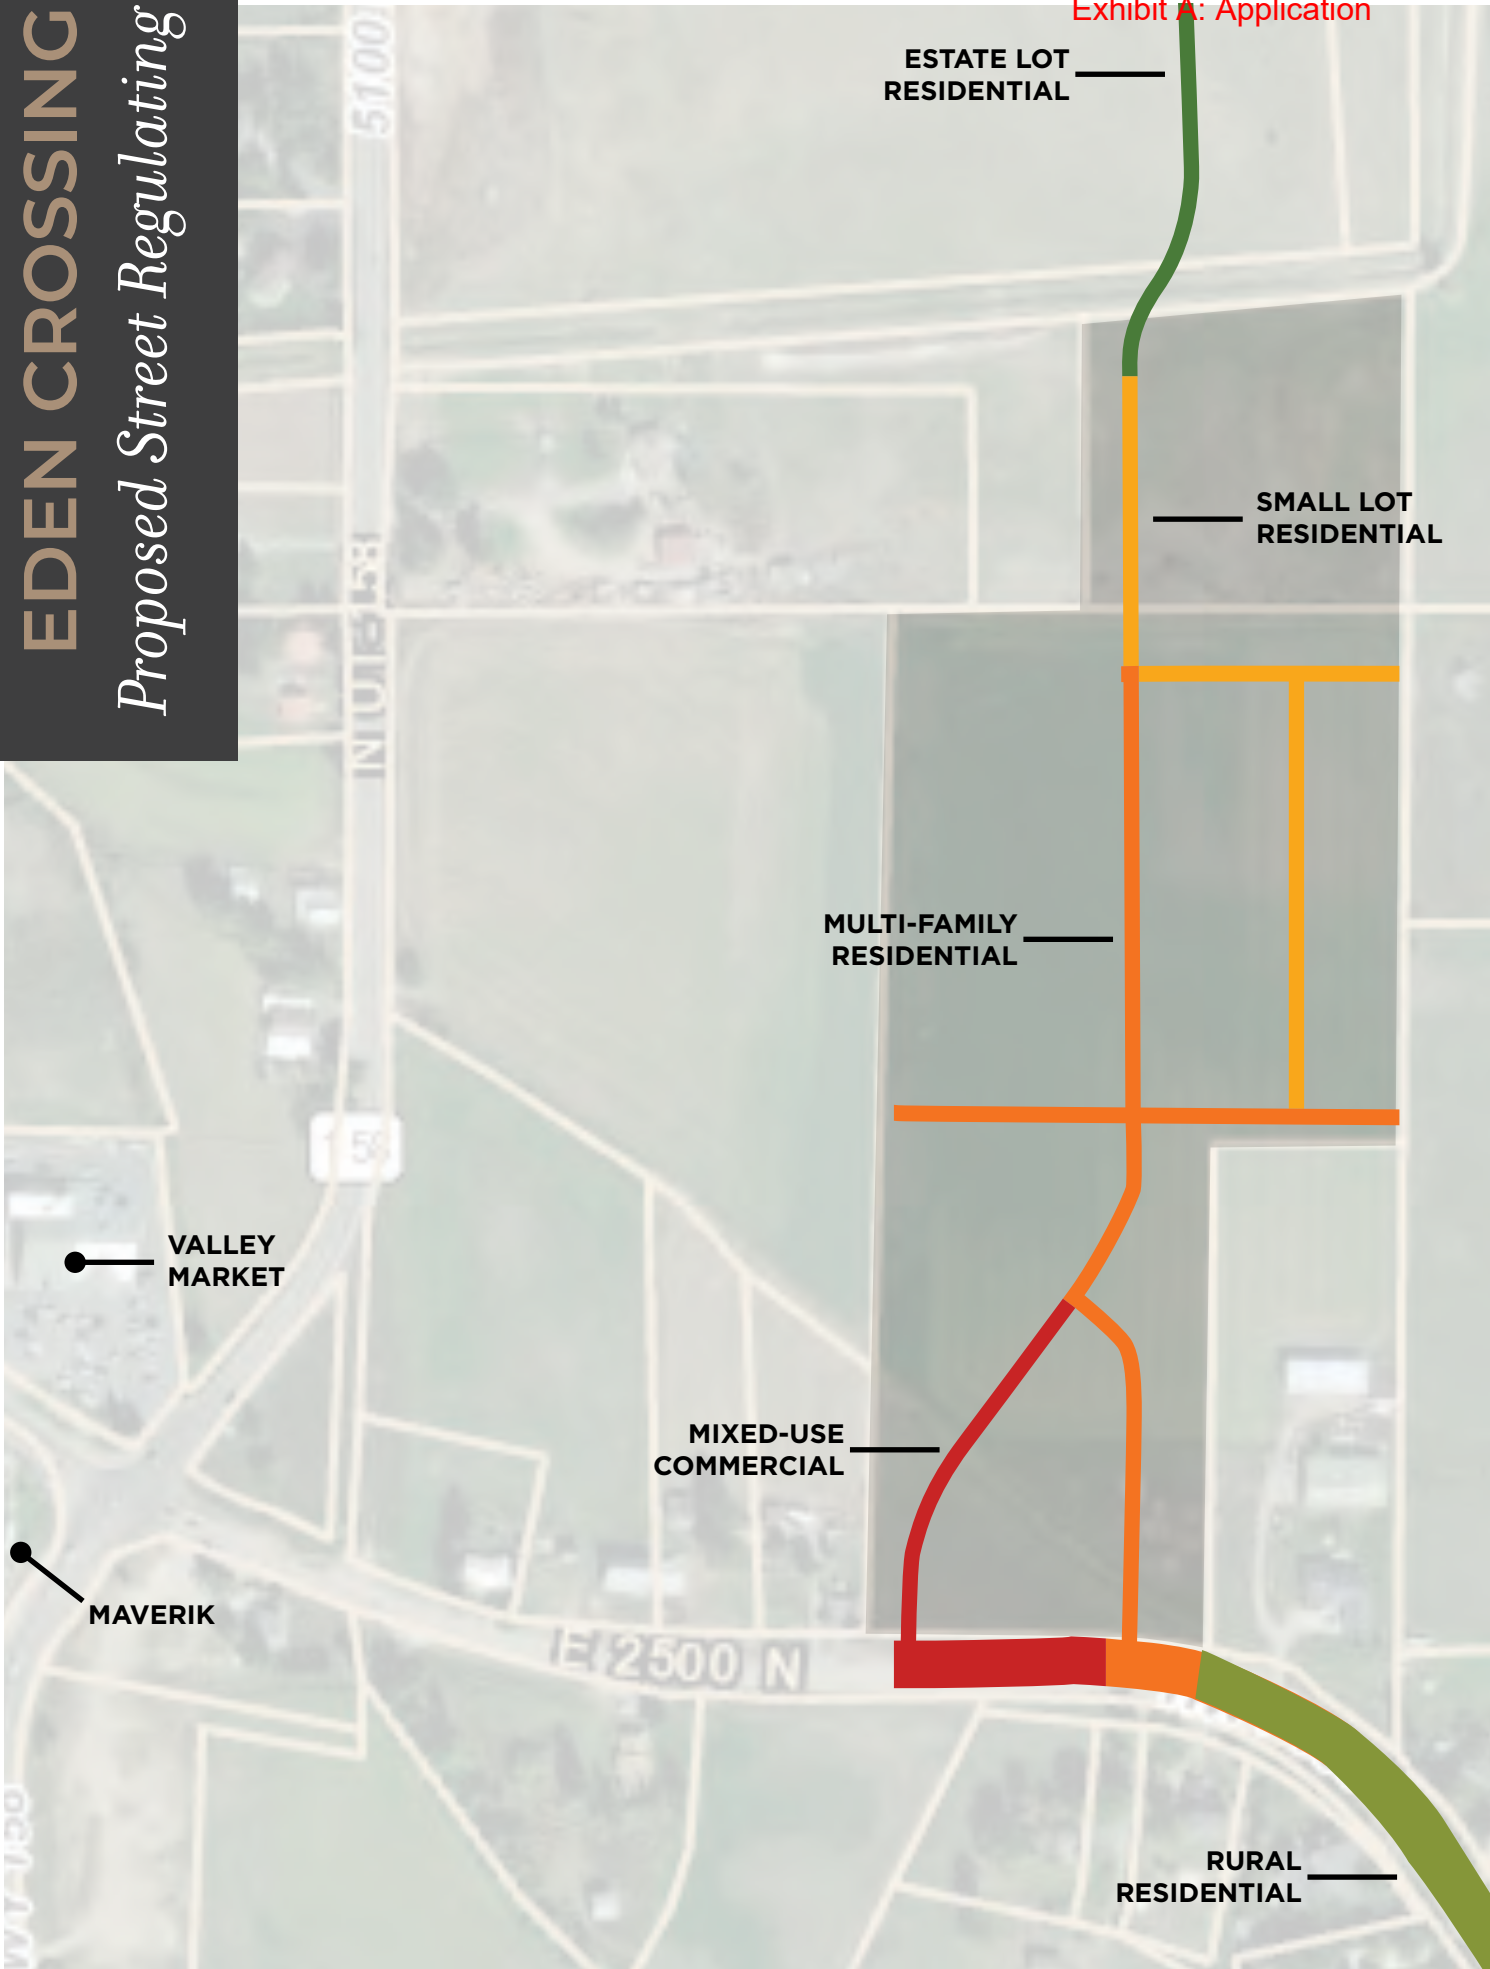 Exhibit A: Application
EDEN CROSSING
Proposed Street Regulating
5100
ESTATE LOT
RESIDENTIAL
SMALL LOT
RESIDENTIAL
MULTI-FAMILY
RESIDENTIAL
VALLEY
MARKET
MIXED-USE
COMMERCIAL
MAVERIK
E 2500 N
RURAL
RESIDENTIAL